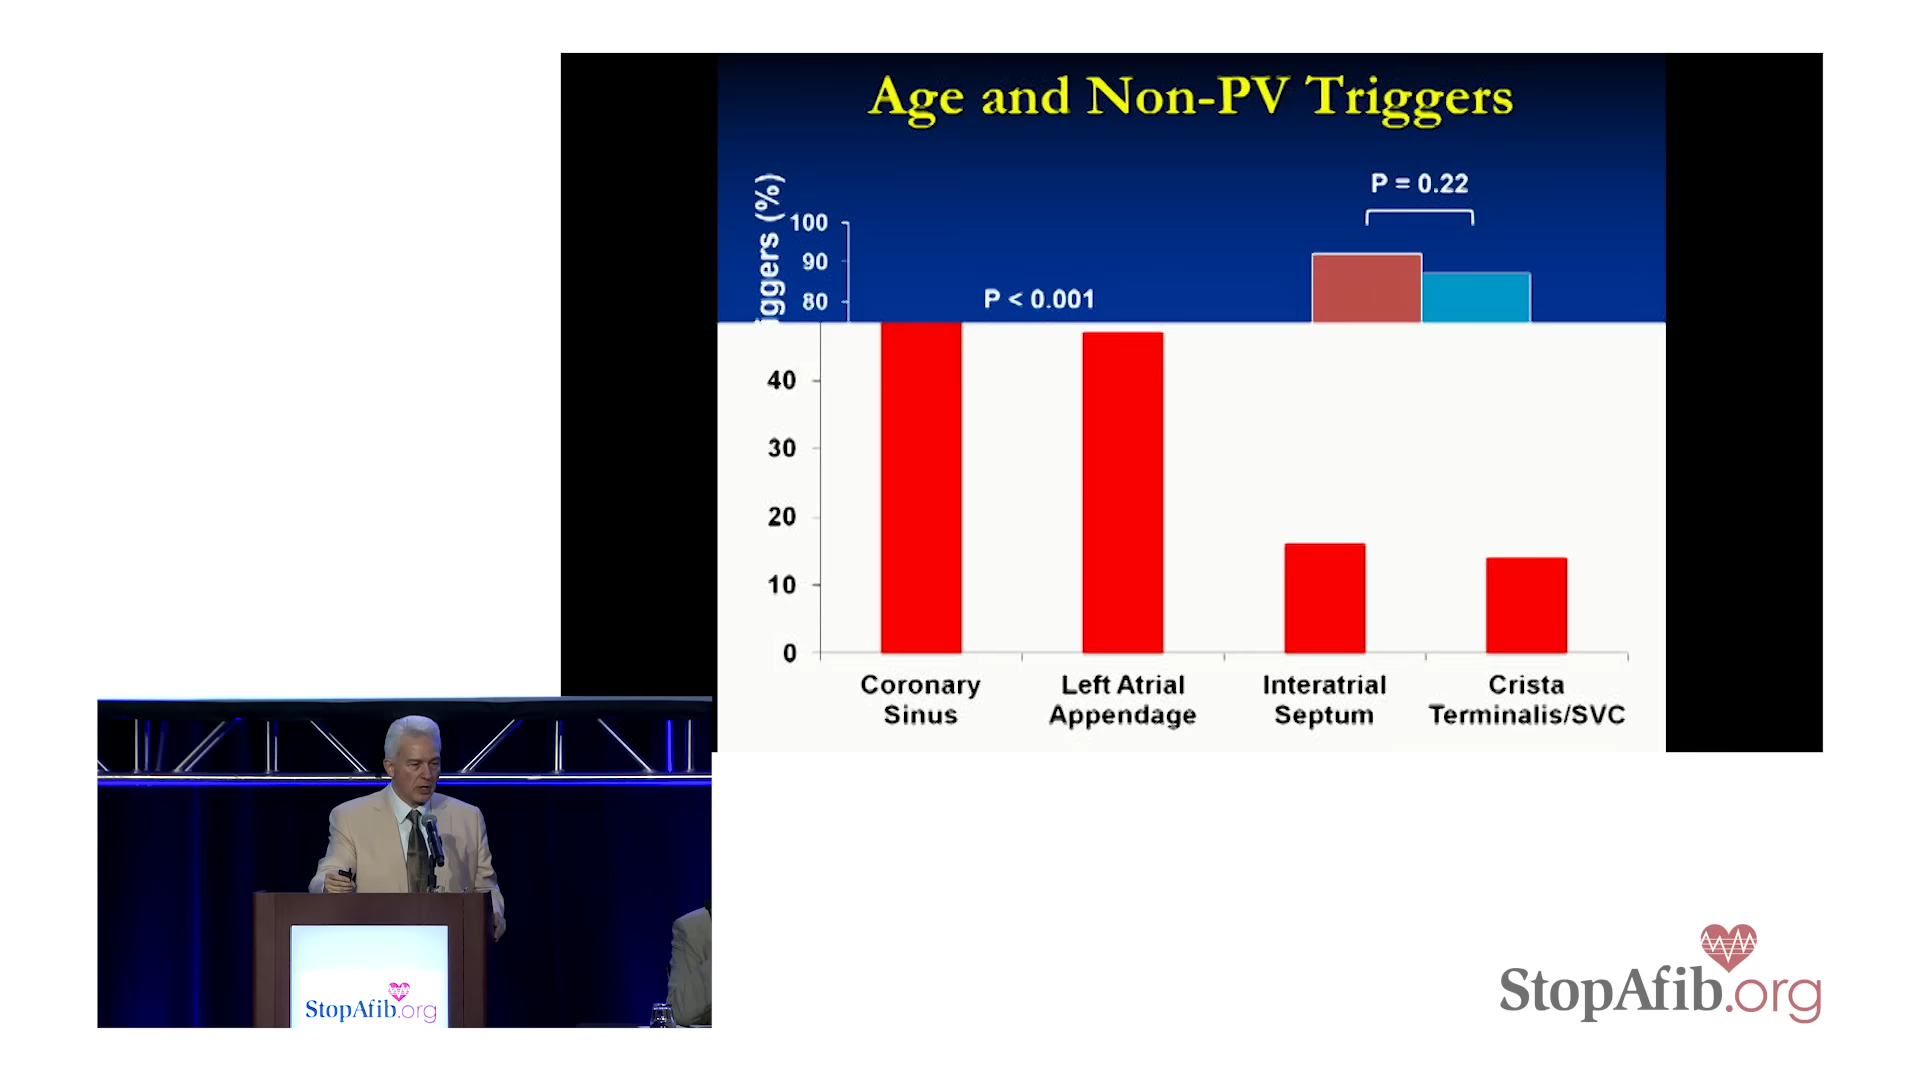 Age and Non-PV Triggers
P = 0.22
100
90
80
P < 0.001
40
30
20
10
0
Coronary
Sinus
Left Atrial
Appendage
Interatrial
Septum
Crista
Terminalis/SVC
StopAfib.org
StopAfib.org